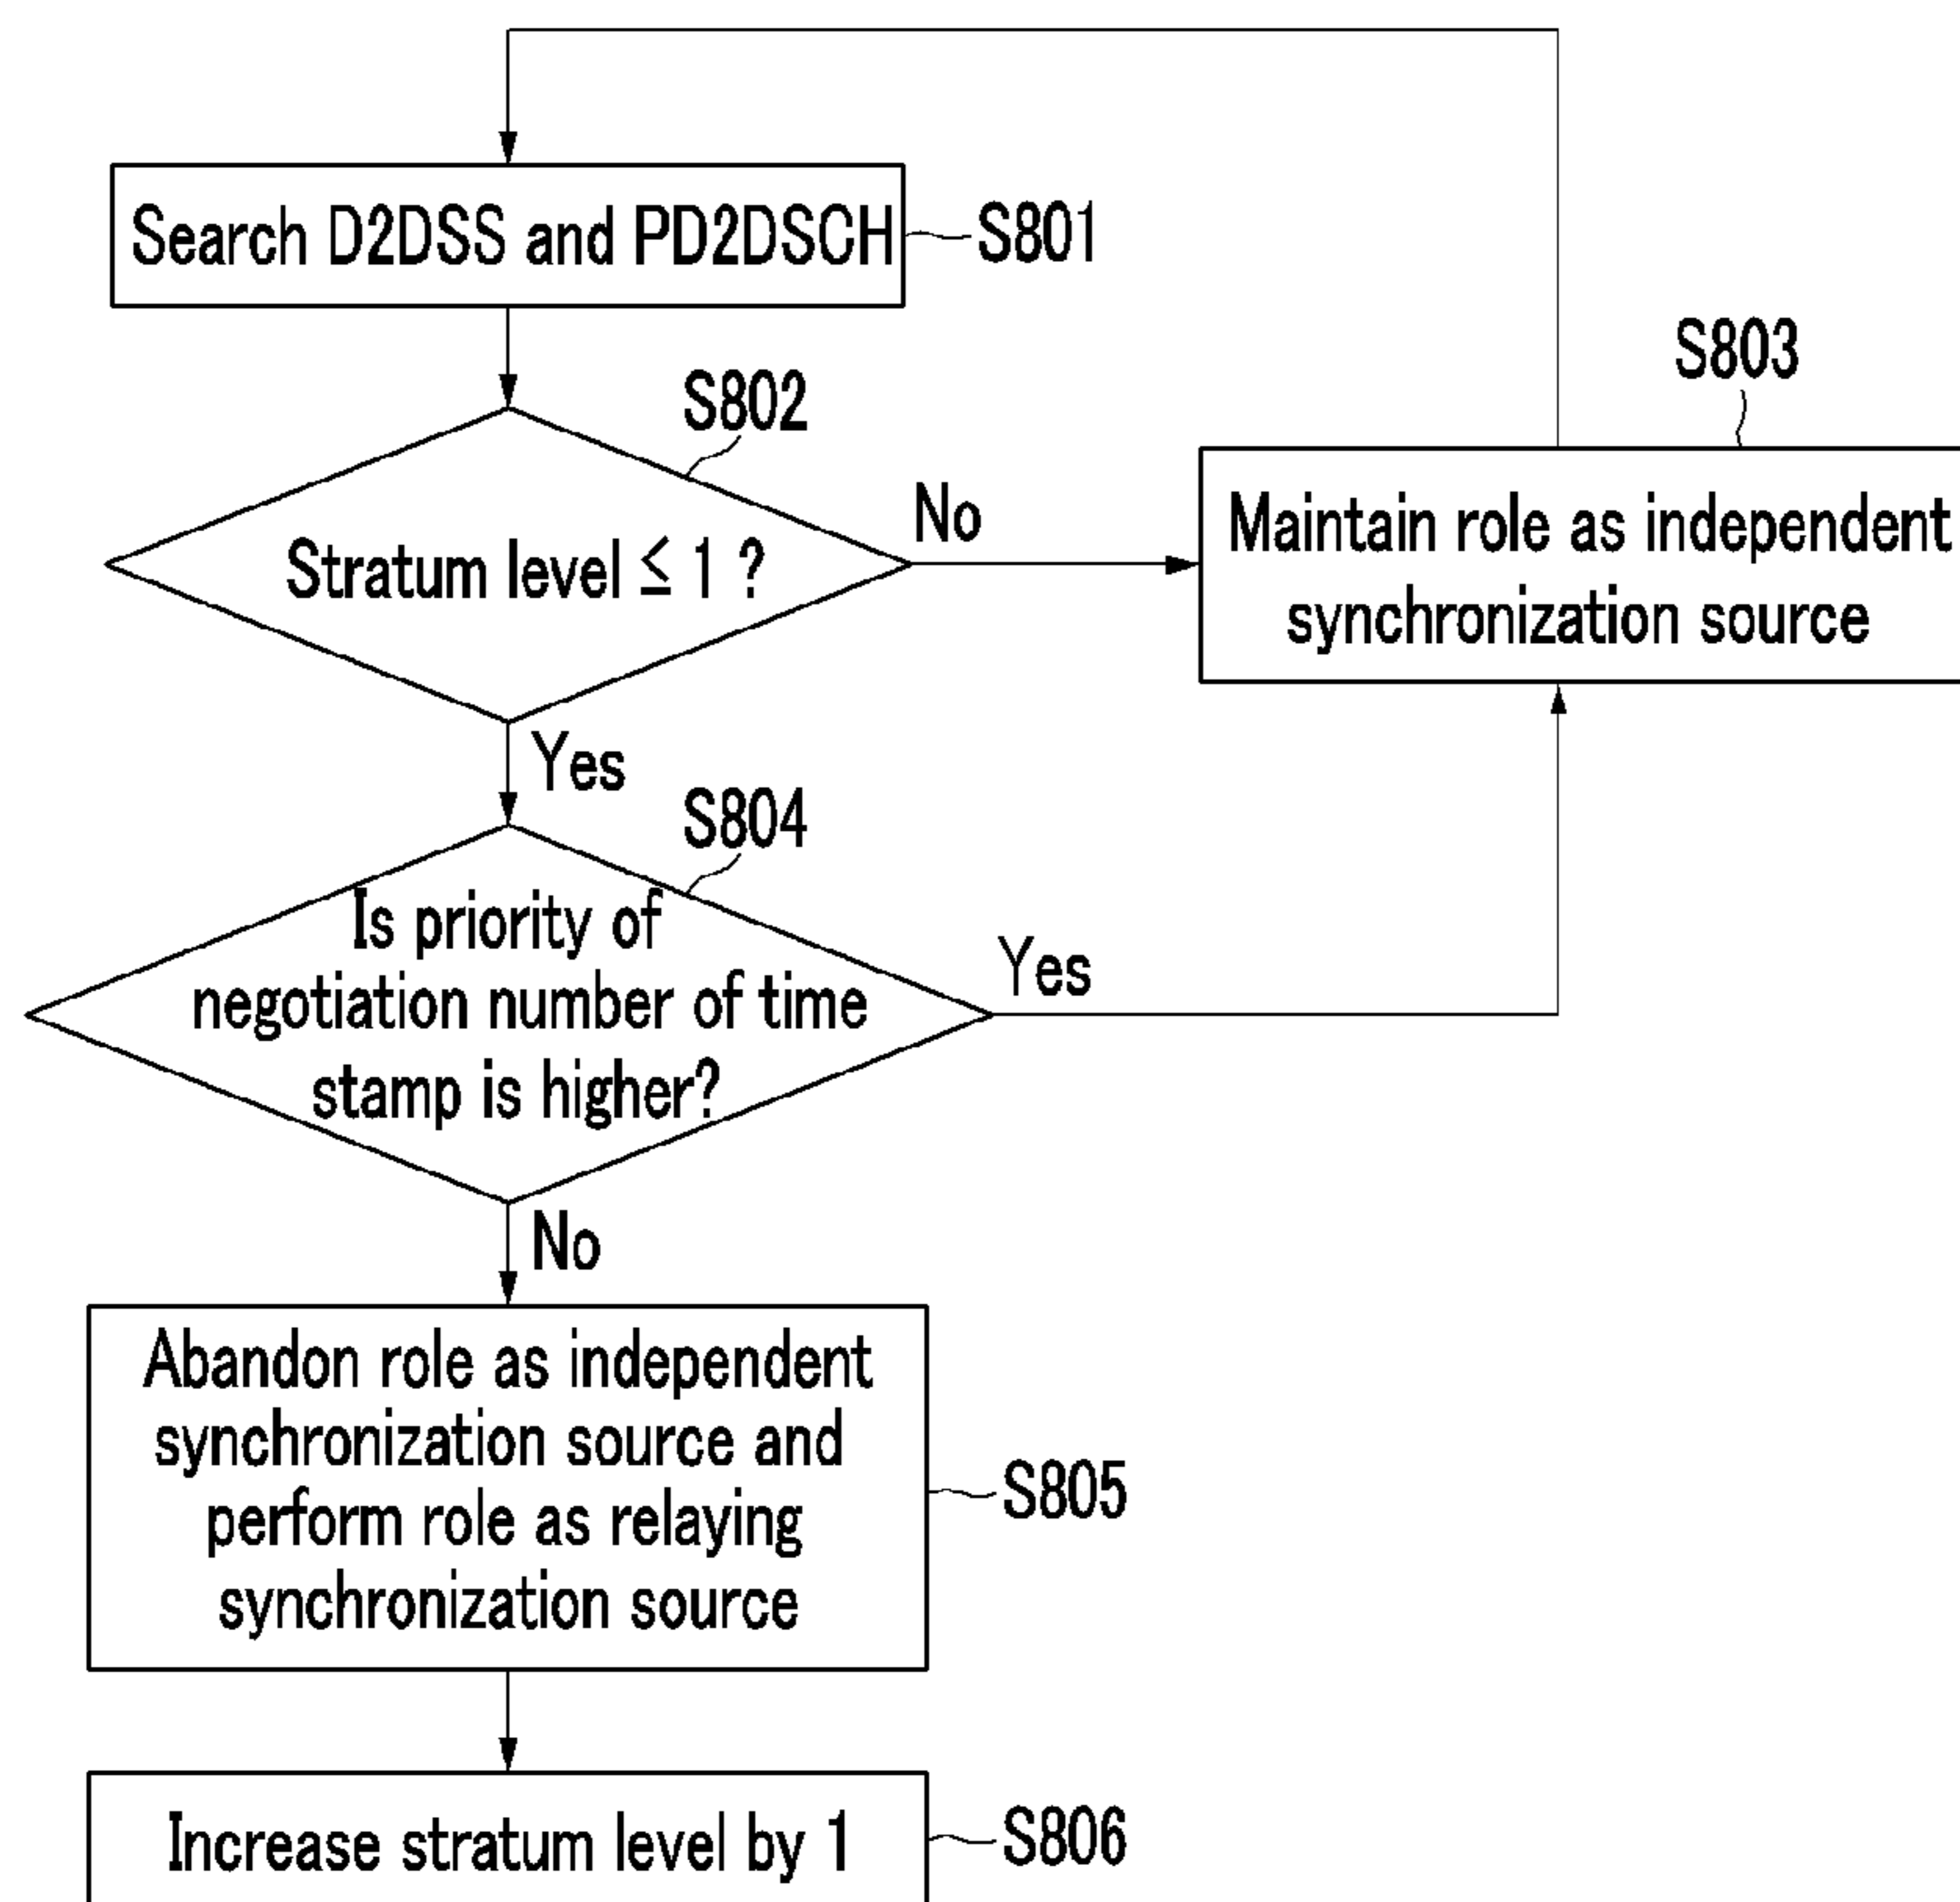 Search D2DSS and PD2DSCH
S801
S802
Stratum level ≤ 1 ?
No
S803
Maintain role as independent
synchronization source
Yes
S804
Is priority of
negotiation number of time
stamp is higher?
Yes
No
Abandon role as independent
synchronization source and
perform role as relaying
synchronization source
S805
Increase stratum level by 1
S806